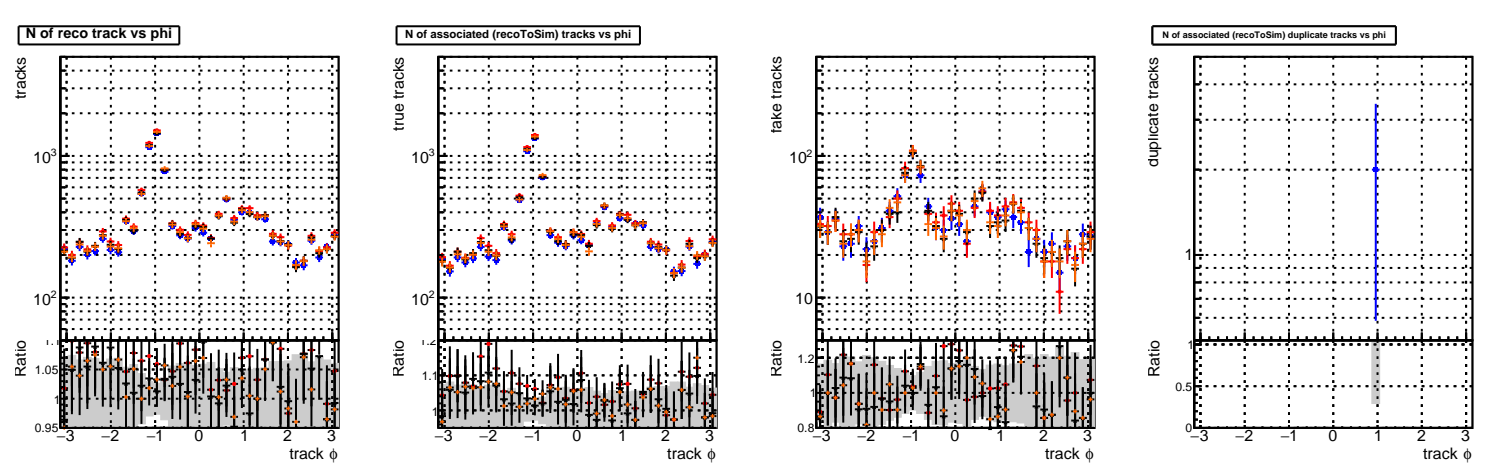 N of reco track vs phi
tracks
10³
10²
Ratio
1.1
1.05
1
0.95
−3 −2 −1 0 1 2 3
track ϕ
N of associated (recoToSim) tracks vs phi
true tracks
10³
10²
Ratio
1.2
1.1
1
−3 −2 −1 0 1 2 3
track ϕ
fake tracks
10²
10
Ratio
1.2
1
0.8
−3 −2 −1 0 1 2 3
track ϕ
N of associated (recoToSim) duplicate tracks vs phi
duplicate tracks
1
Ratio
1
0.5
0
−3 −2 −1 0 1 2 3
track ϕ